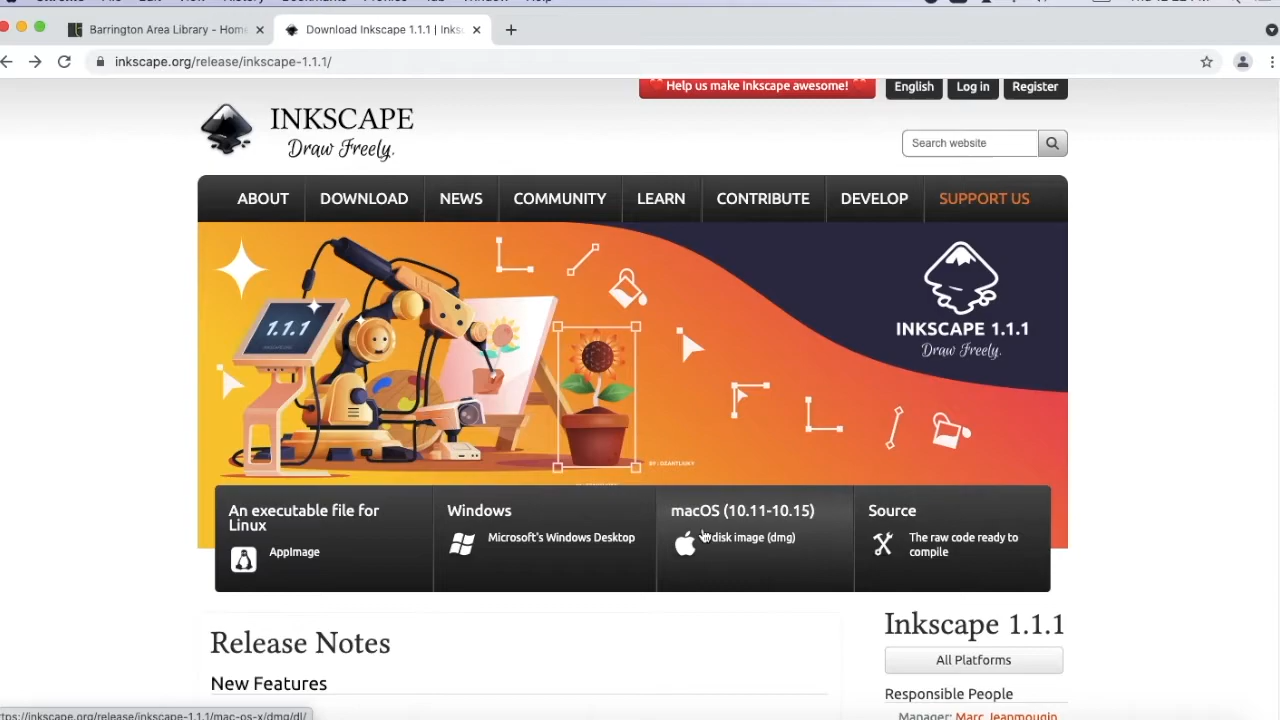 Barrington Area Library - Home
Download Inkscape 1.1.1 | Inks
inkscape.org/release/inkscape-1.1.1/
Help us make Inkscape awesome!
English
Log in
Register
INKSCAPE
Draw Freely.
Search website
ABOUT
DOWNLOAD
NEWS
COMMUNITY
LEARN
CONTRIBUTE
DEVELOP
SUPPORT US
1.1.1
INKSCAPE 1.1.1
Draw Freely.
An executable file for
Linux
AppImage
Windows
Microsoft's Windows Desktop
macOS (10.11-10.15)
disk image (dmg)
Source
The raw code ready to
compile
Release Notes
New Features
Inkscape 1.1.1
All Platforms
Responsible People
Manager: Marc Jeanmougin
ttps://inkscape.org/release/inkscape-1.1.1/mac-os-x/dmg/dl/